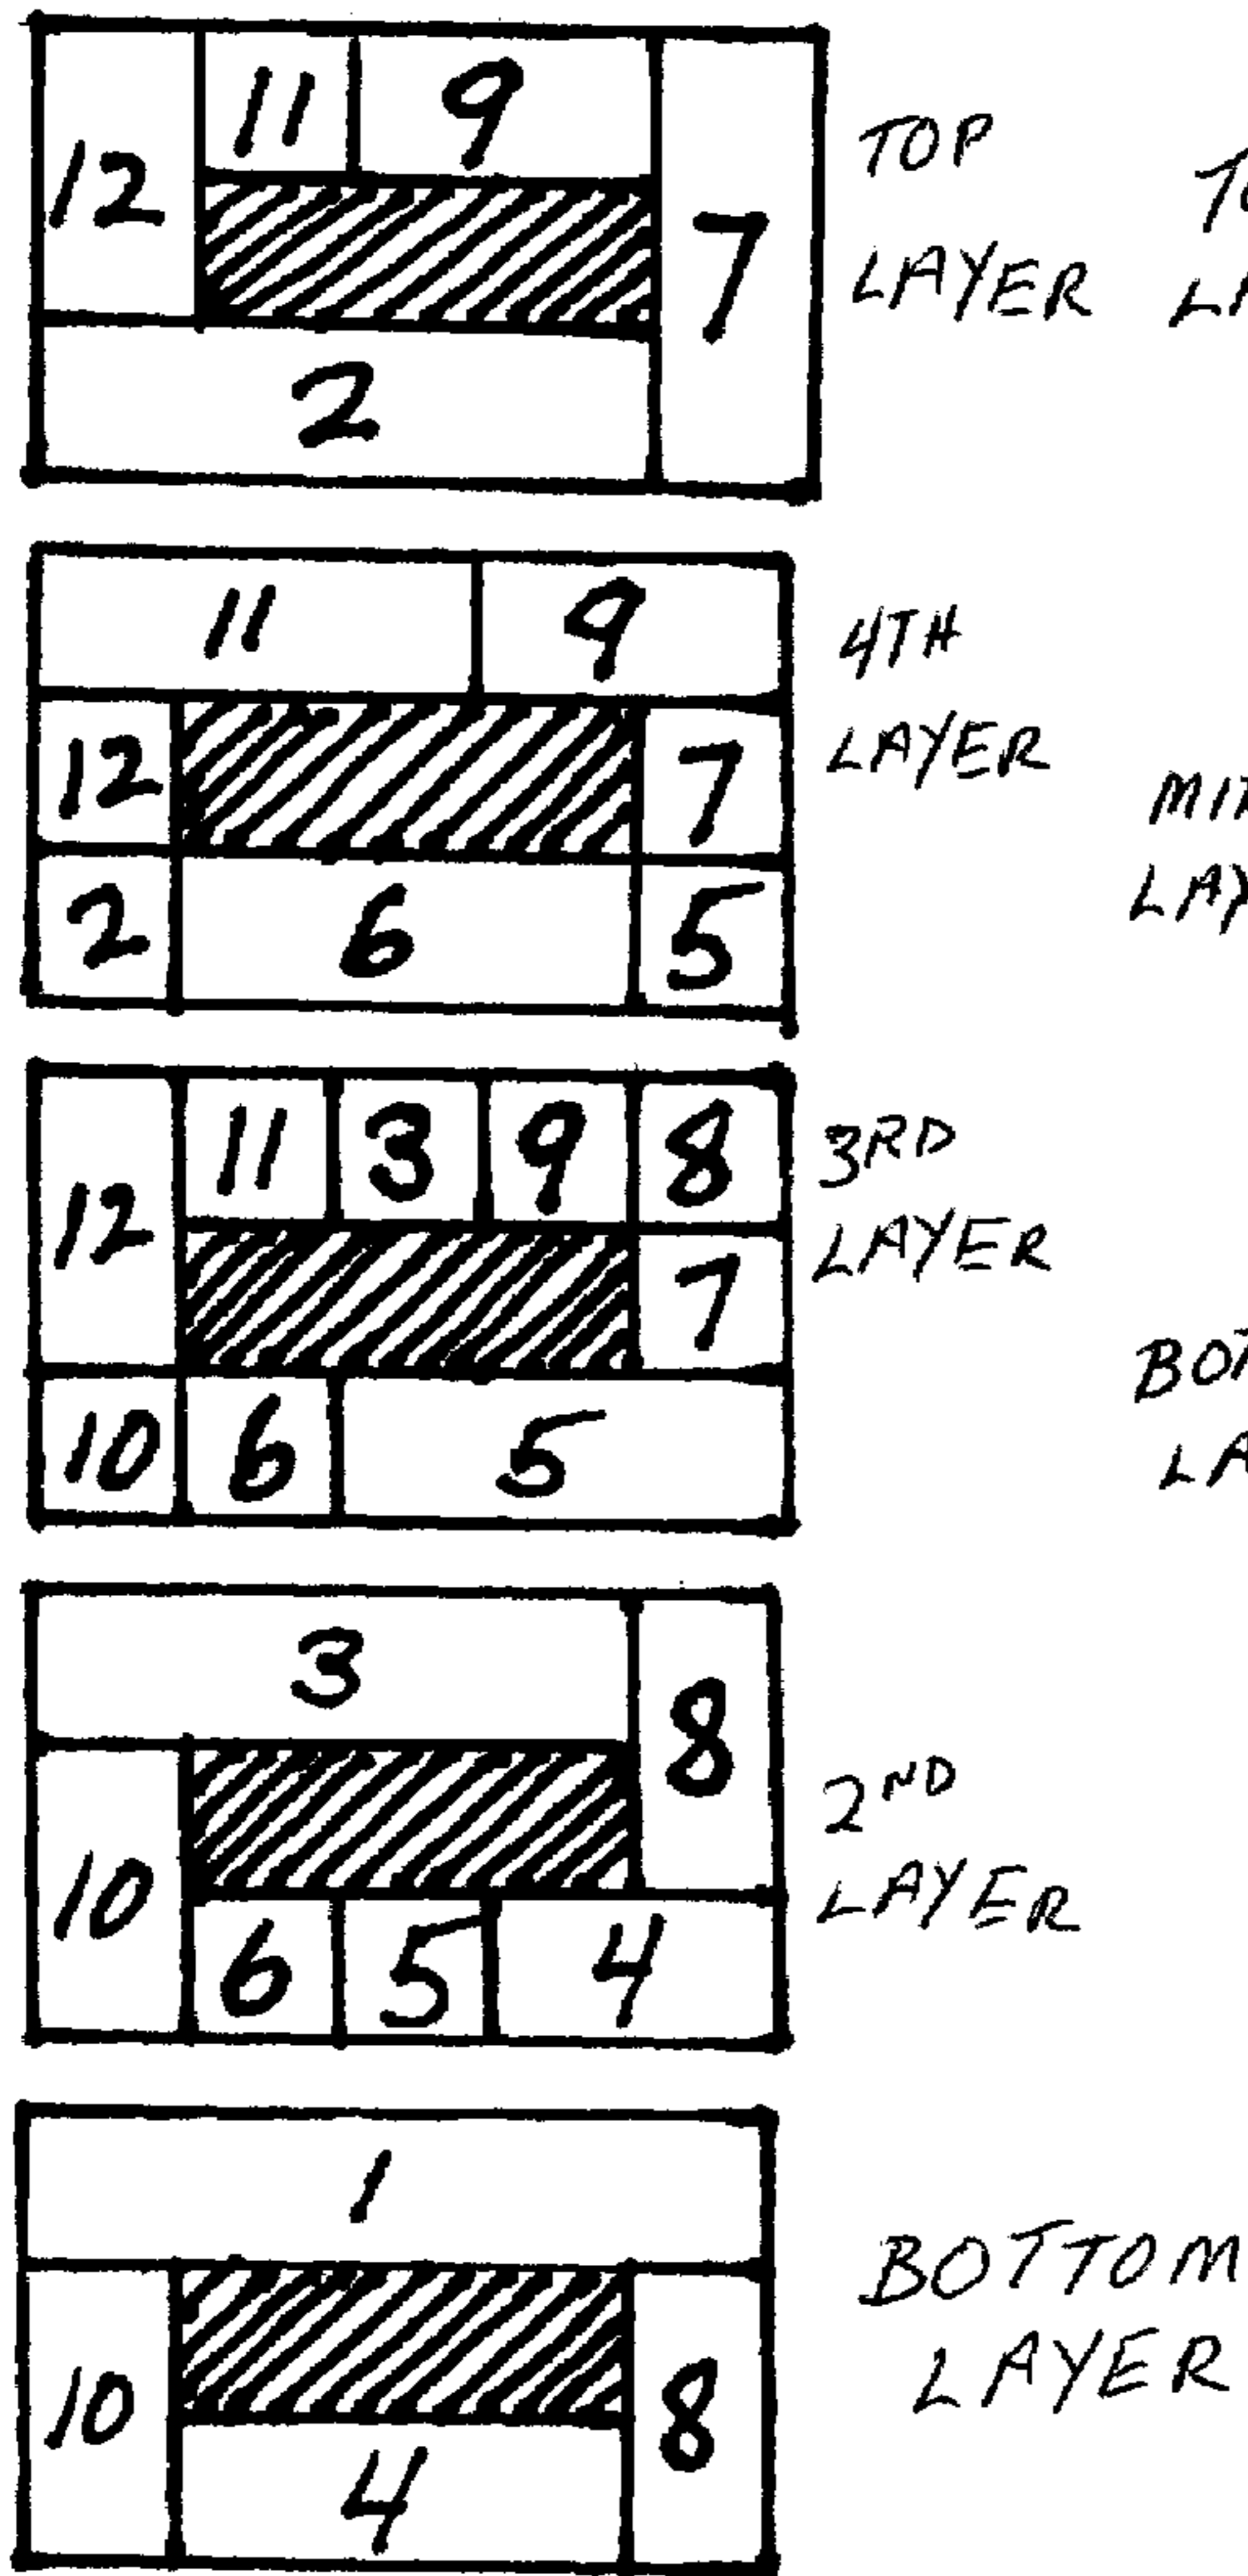 11 9
12 7
2
TOP
LAYER
11 9
12 7
2 6 5
4TH
LAYER
12 11 3 9 8
7
10 6 5
3RD
LAYER
3 8
10 6 5 4
2ND
LAYER
1
10 4 8
BOTTOM
LAYER